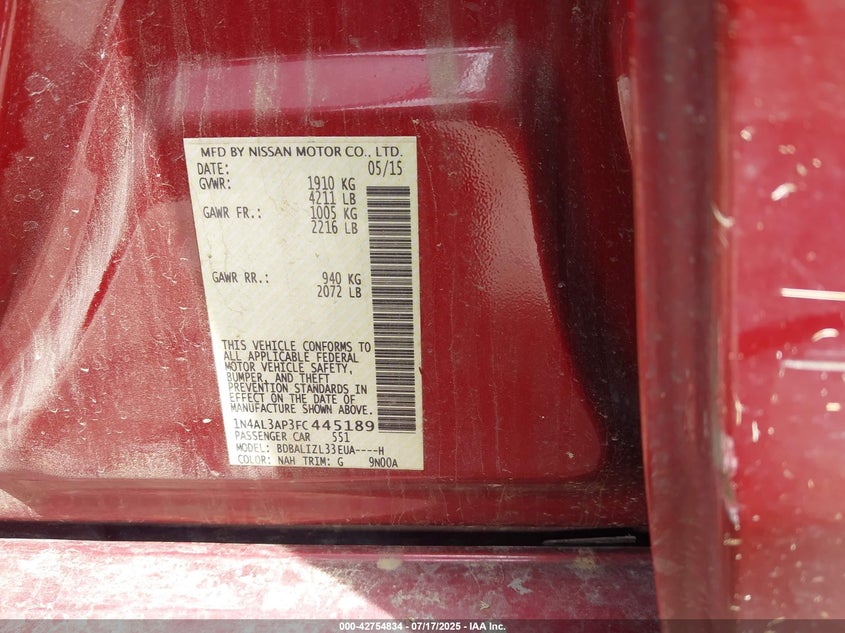 MFD BY NISSAN MOTOR CO., LTD.
DATE: 05/15
GVWR: 1910 KG
4211 LB
GAWR FR.: 1005 KG
2216 LB
GAWR RR.: 940 KG
2072 LB
THIS VEHICLE CONFORMS TO
ALL APPLICABLE FEDERAL
MOTOR VEHICLE SAFETY,
BUMPER, AND THEFT
PREVENTION STANDARDS IN
EFFECT ON THE DATE OF
MANUFACTURE SHOWN ABOVE.
1N4AL3AP3FC445189
PASSENGER CAR 551
MODEL: BDBALIZL33EUA----H
COLOR: NAH TRIM: G 9N00A
000-42754834 | 07/17/2025 - IAA Inc.